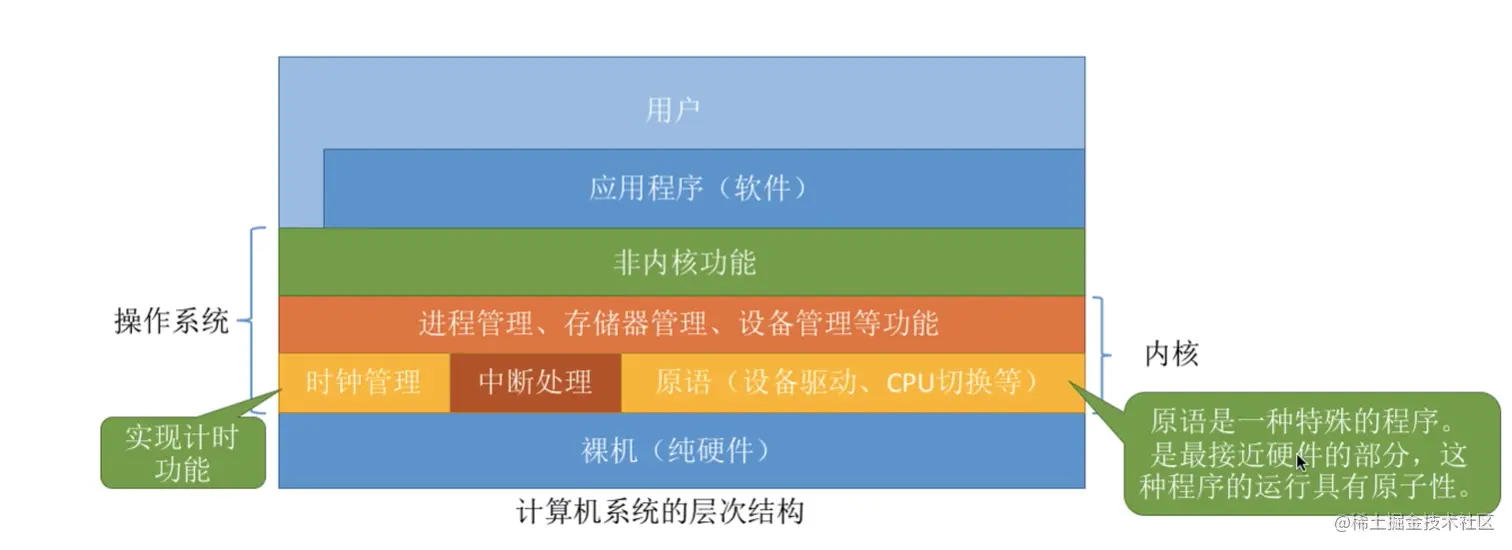 用户
应用程序（软件）
非内核功能
操作系统
进程管理、存储器管理、设备管理等功能
内核
时钟管理
中断处理
原语（设备驱动、CPU切换等）
实现计时
功能
原语是一种特殊的程序。
是最接近硬件的部分，这
种程序的运行具有原子性。
裸机（纯硬件）
计算机系统的层次结构
@稀土掘金技术社区